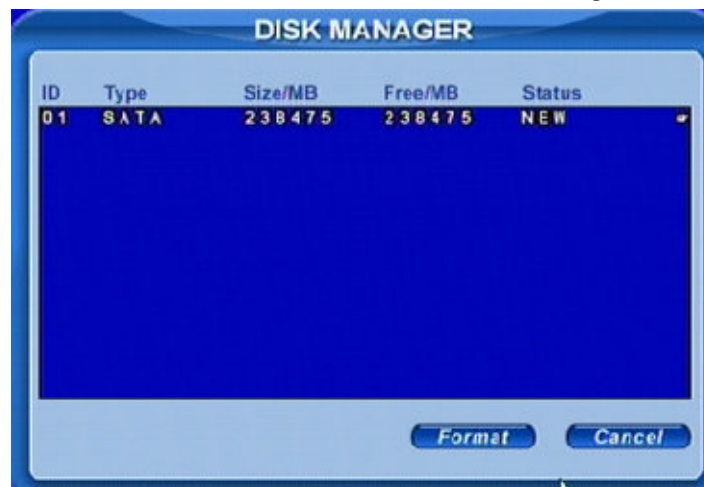 DISK MANAGER
ID Type Size/MB Free/MB Status
01 SATA 238475 238475 NEW
Format Cancel